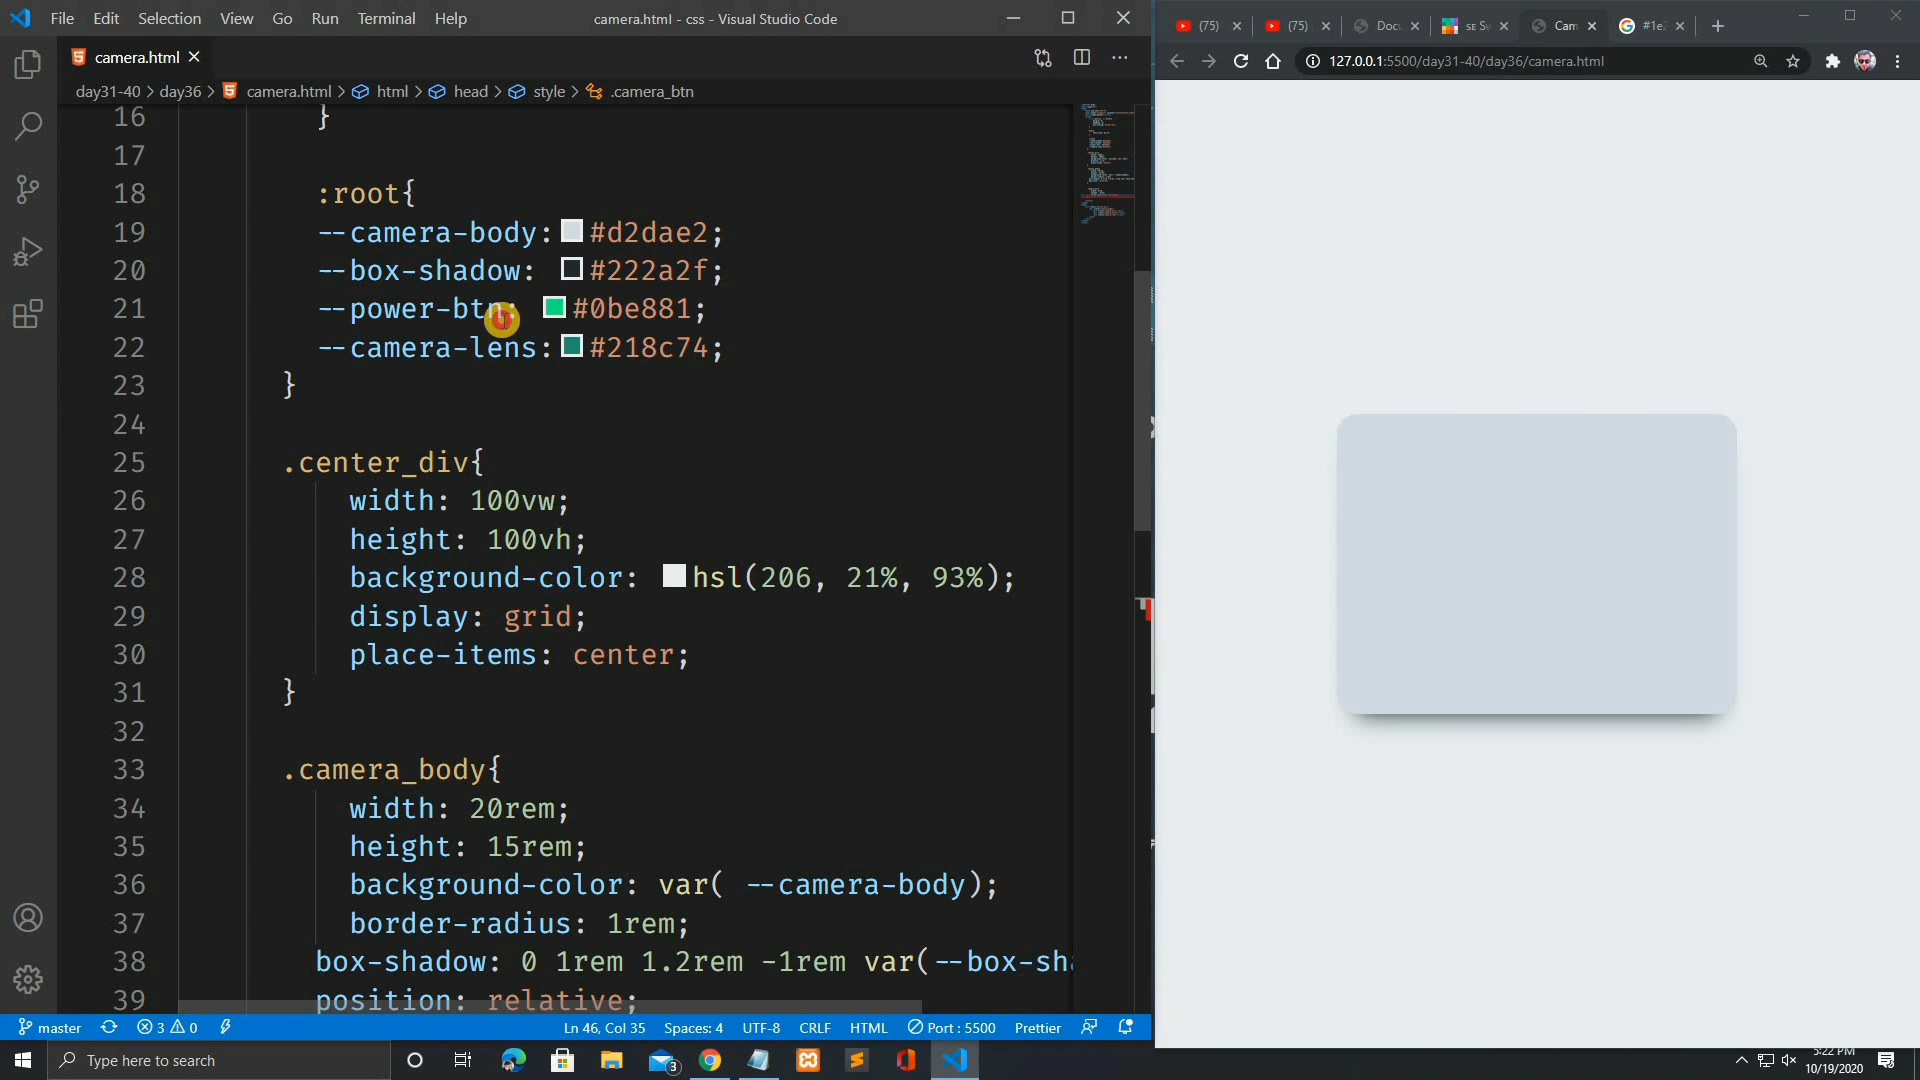 File Edit Selection View Go Run Terminal Help
camera.html - css - Visual Studio Code
camera.html
day31-40 > day36 > camera.html > html > head > style > .camera_btn
16 }
17
18 :root{
19 --camera-body: #d2dae2;
20 --box-shadow: #222a2f;
21 --power-btn: #0be881;
22 --camera-lens: #218c74;
23 }
24
25 .center_div{
26 width: 100vw;
27 height: 100vh;
28 background-color: hsl(206, 21%, 93%);
29 display: grid;
30 place-items: center;
31 }
32
33 .camera_body{
34 width: 20rem;
35 height: 15rem;
36 background-color: var( --camera-body);
37 border-radius: 1rem;
38 box-shadow: 0 1rem 1.2rem -1rem var(--box-sha
39 position: relative;
master 3 0 Ln 46, Col 35 Spaces: 4 UTF-8 CRLF HTML Port : 5500 Prettier
(75) (75) Doc Cam #1e
127.0.0.1:5500/day31-40/day36/camera.html
Type here to search
3
5:22 PM
10/19/2020